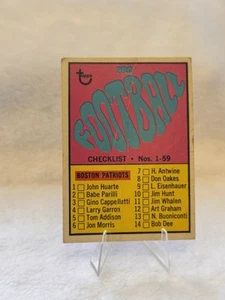 Topps
FOOTBALL
CHECKLIST • Nos. 1-59
BOSTON PATRIOTS
1 John Huarte
2 Babe Parilli
3 Gino Cappelletti
4 Larry Garron
5 Tom Addison
6 Jon Morris
7 H. Antwine
8 Don Oakes
9 L. Eisenhauer
10 Jim Hunt
11 Jim Whalen
12 Art Graham
13 N. Buoniconti
14 Bob Dee